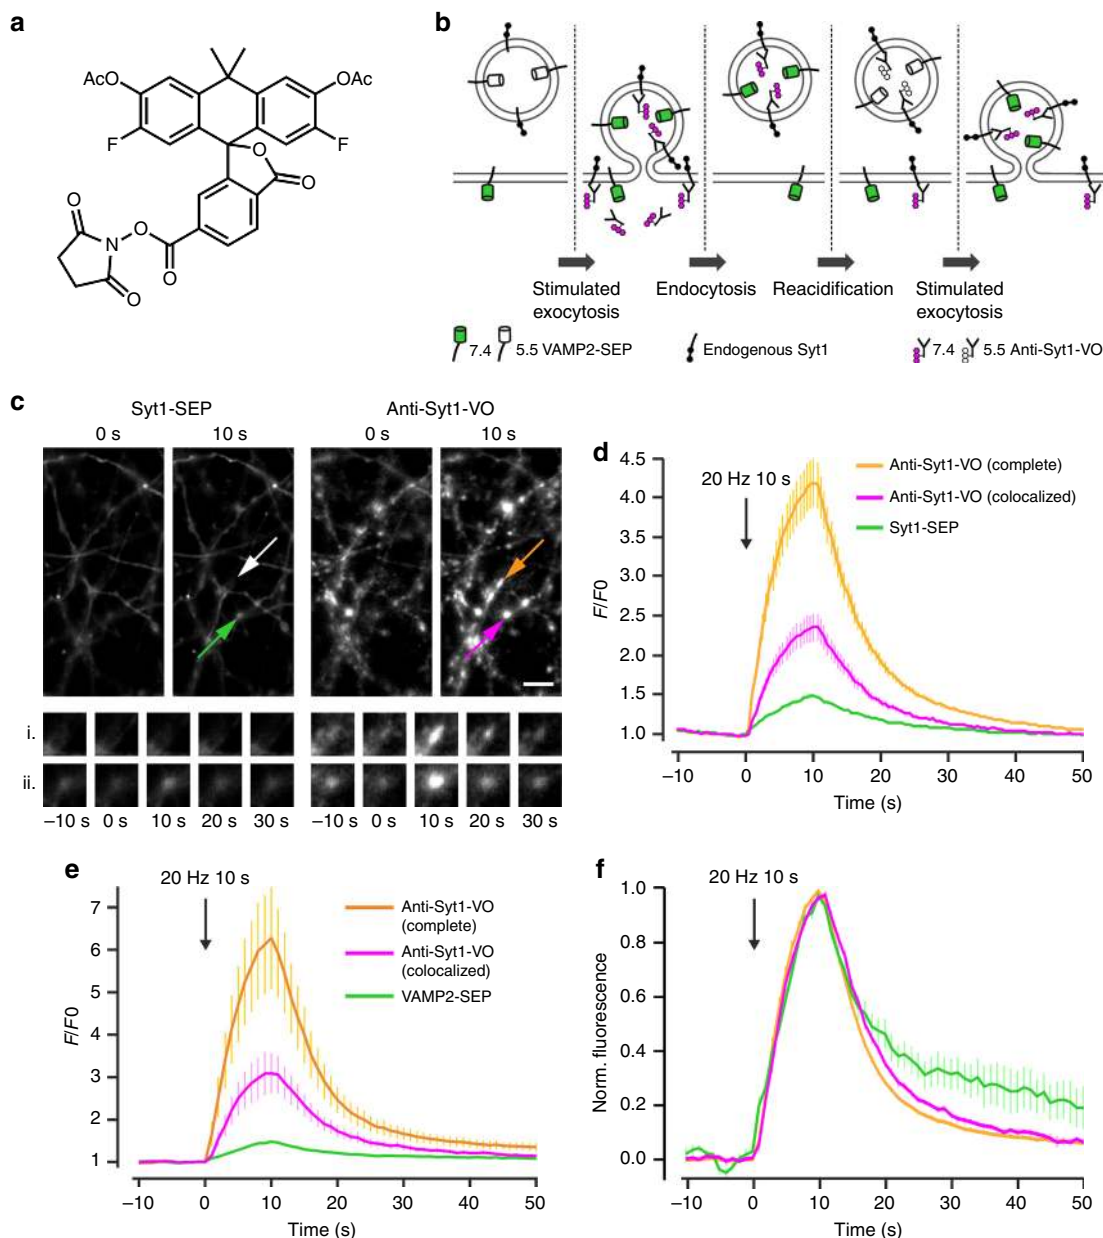 a
AcO
OAc
F
F
O
O
O
N
O
O
O
b
Stimulated
exocytosis
Endocytosis
Reacidification
Stimulated
exocytosis
7.4
5.5 VAMP2-SEP
Endogenous Syt1
7.4
5.5 Anti-Syt1-VO
c
Syt1-SEP
Anti-Syt1-VO
0 s
10 s
0 s
10 s
i.
ii.
–10 s
0 s
10 s
20 s
30 s
–10 s
0 s
10 s
20 s
30 s
d
20 Hz 10 s
Anti-Syt1-VO (complete)
Anti-Syt1-VO (colocalized)
Syt1-SEP
F/F0
4.5
4.0
3.5
3.0
2.5
2.0
1.5
1.0
–10
0
10
20
30
40
50
Time (s)
e
20 Hz 10 s
Anti-Syt1-VO
(complete)
Anti-Syt1-VO
(colocalized)
VAMP2-SEP
F/F0
7
6
5
4
3
2
1
–10
0
10
20
30
40
50
Time (s)
f
20 Hz 10 s
Norm. fluorescence
1.0
0.8
0.6
0.4
0.2
0.0
–10
0
10
20
30
40
50
Time (s)